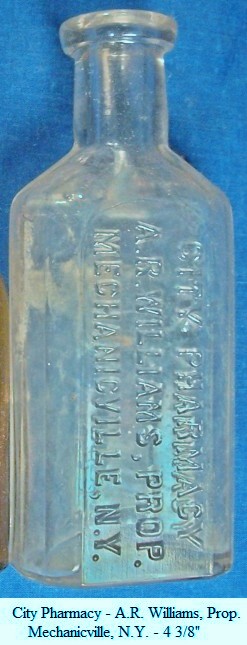 CITY PHARMACY
A.R. WILLIAMS, PROP.
MECHANICVILLE, N.Y.
City Pharmacy - A.R. Williams, Prop.
Mechanicville, N.Y. - 4 3/8"